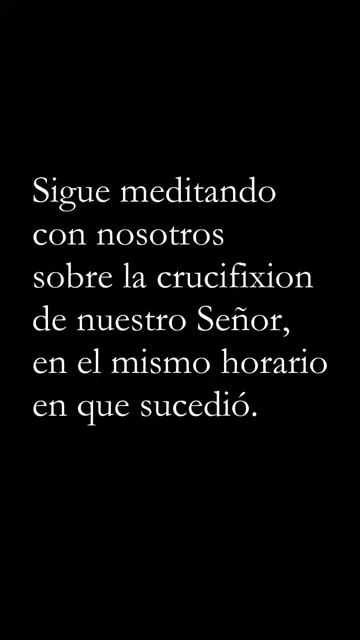 Sigue meditando
con nosotros
sobre la crucifixion
de nuestro Señor,
en el mismo horario
en que sucedió.